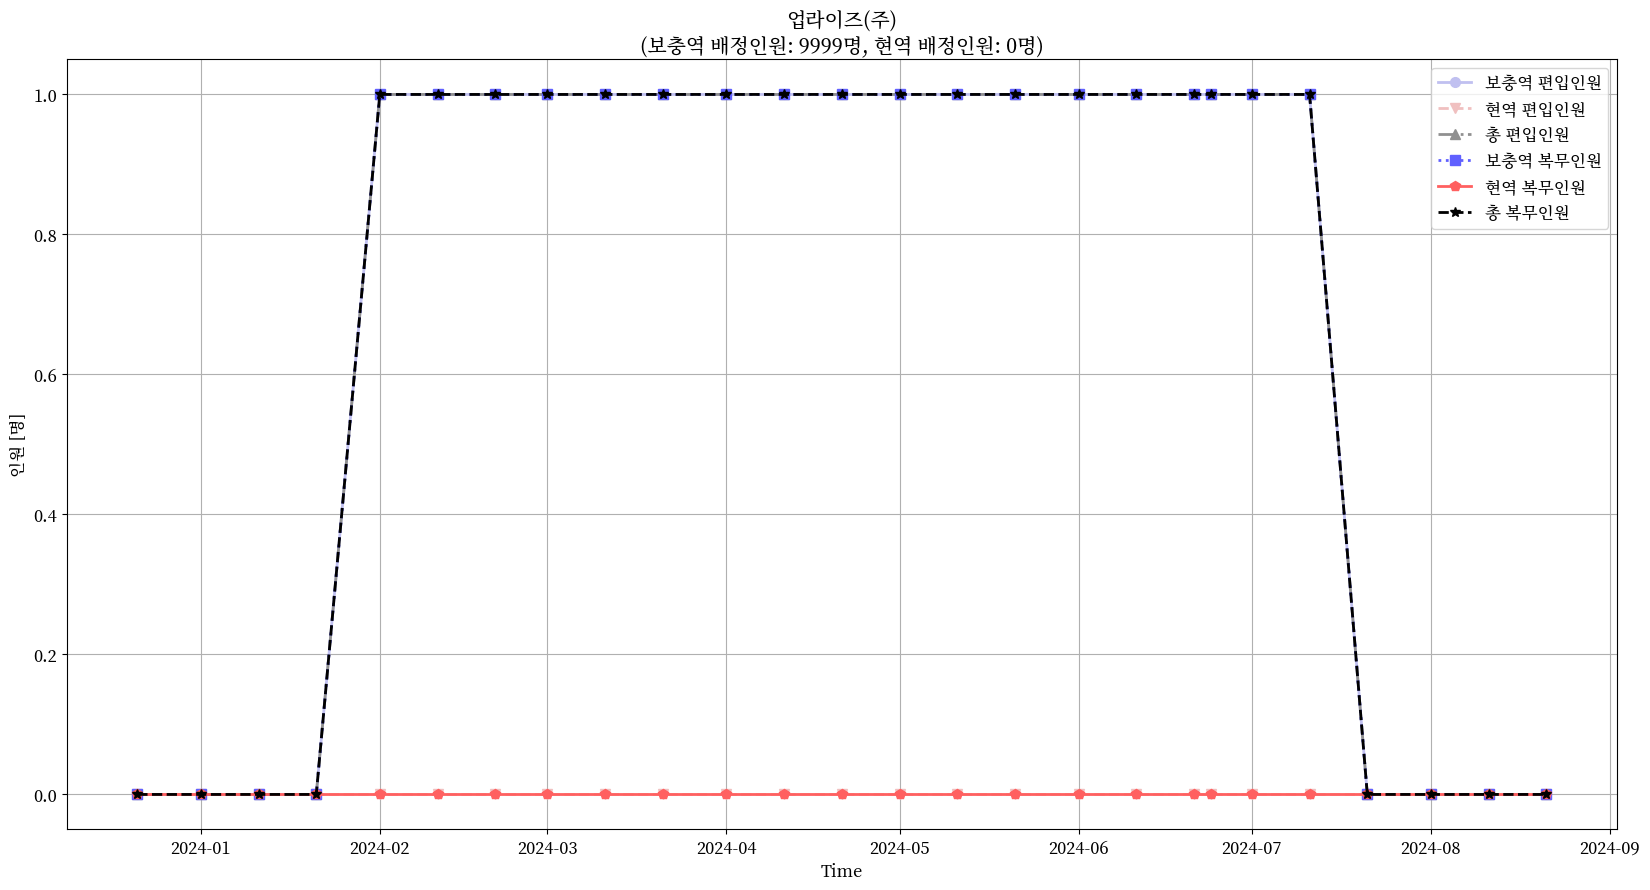 업라이즈(주)
(보충역 배정인원: 9999명, 현역 배정인원: 0명)
보충역 편입인원
현역 편입인원
총 편입인원
보충역 복무인원
현역 복무인원
총 복무인원
인원 [명]
1.0
0.8
0.6
0.4
0.2
0.0
2024-01 2024-02 2024-03 2024-04 2024-05 2024-06 2024-07 2024-08 2024-09
Time